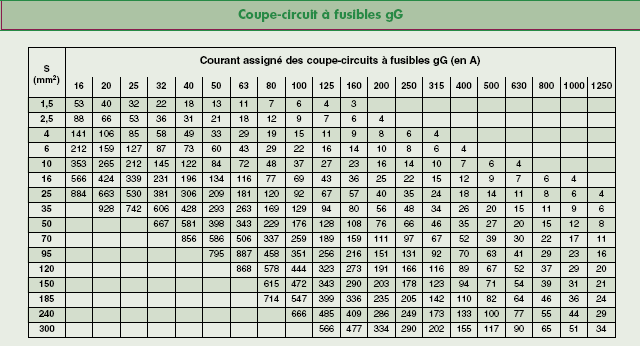 Coupe-circuit à fusibles gG
S (mm²) Courant assigné des coupe-circuits à fusibles gG (en A)
16 20 25 32 40 50 63 80 100 125 160 200 250 315 400 500 630 800 1000 1250
1,5 53 40 32 22 18 13 11 7 6 4 3
2,5 88 66 53 36 31 21 18 12 9 7 6 4
4 141 106 85 58 49 33 29 19 15 11 9 8 6 4
6 212 159 127 87 73 60 43 29 22 16 14 10 8 6 4
10 353 265 212 145 122 84 72 48 37 27 23 16 14 10 7 6 4
16 566 424 339 231 196 134 116 77 69 43 36 25 22 15 12 9 7 6 4
25 884 663 530 381 306 209 181 120 92 67 57 40 35 24 18 14 11 8 6 4
35 928 742 606 428 293 263 169 129 94 80 56 48 34 26 20 15 11 9 6
50 667 581 398 343 229 176 128 108 76 66 46 35 27 20 15 12 8
70 856 586 506 337 259 189 159 111 97 67 52 39 30 22 17 11
95 795 887 458 351 256 216 151 131 92 70 63 41 29 23 16
120 868 578 444 323 273 191 166 116 89 67 52 37 29 20
150 615 472 343 290 203 178 123 94 71 54 39 31 21
185 714 547 399 336 235 205 142 110 82 64 46 36 24
240 666 485 409 286 249 173 133 100 77 55 44 29
300 566 477 334 290 202 155 117 90 65 51 34